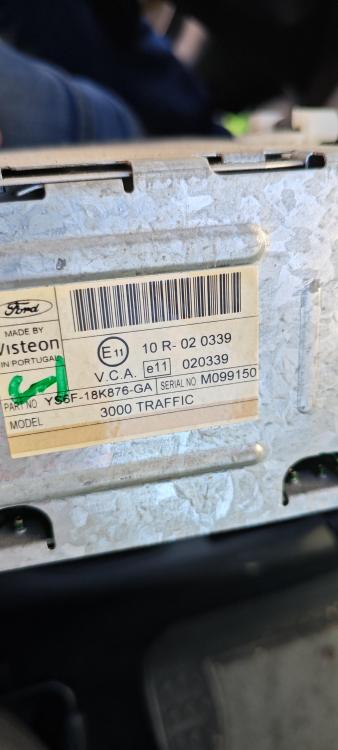 Ford
MADE BY
Visteon
IN PORTUGAL
E11 10 R- 02 0339
V.C.A. e11 020339
PART NO YS6F-18K876-GA SERIAL NO M099150
MODEL 3000 TRAFFIC